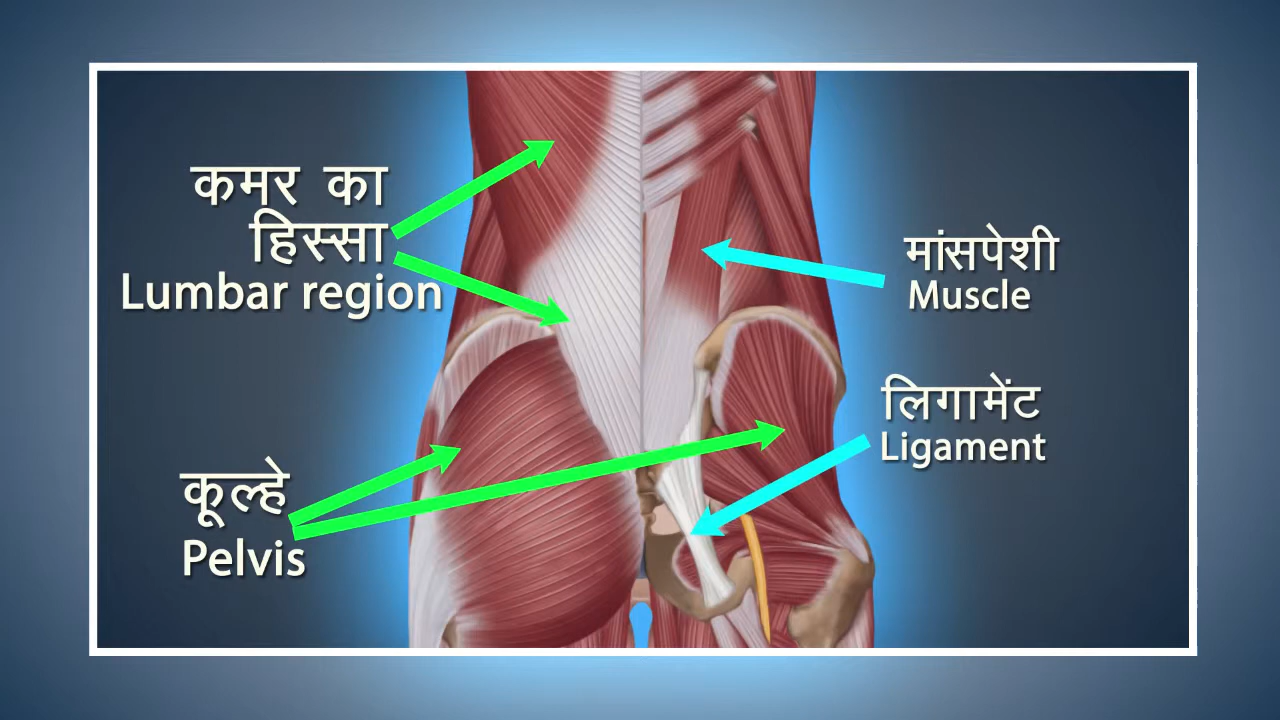 कमर का
हिस्सा
Lumbar region
मांसपेशी
Muscle
लिगामेंट
Ligament
कूल्हे
Pelvis